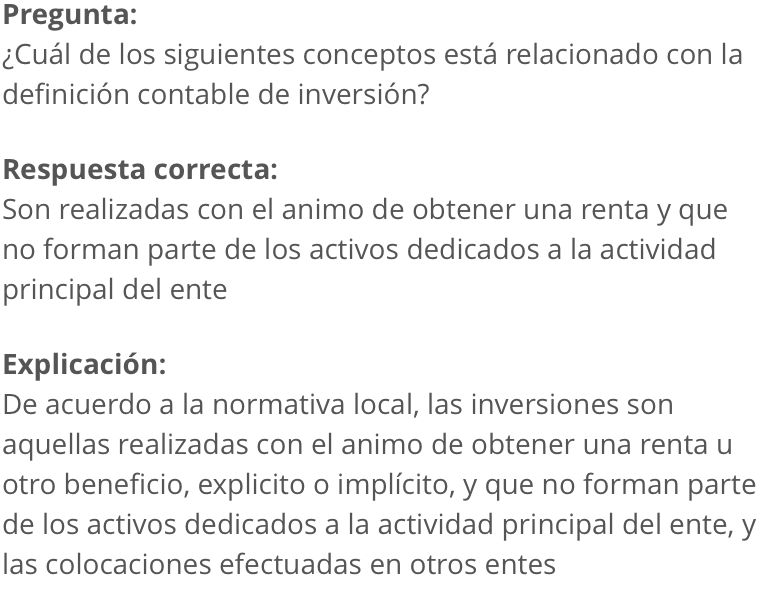 Pregunta:
¿Cuál de los siguientes conceptos está relacionado con la
definición contable de inversión?
Respuesta correcta:
Son realizadas con el animo de obtener una renta y que
no forman parte de los activos dedicados a la actividad
principal del ente
Explicación:
De acuerdo a la normativa local, las inversiones son
aquellas realizadas con el animo de obtener una renta u
otro beneficio, explicito o implícito, y que no forman parte
de los activos dedicados a la actividad principal del ente, y
las colocaciones efectuadas en otros entes